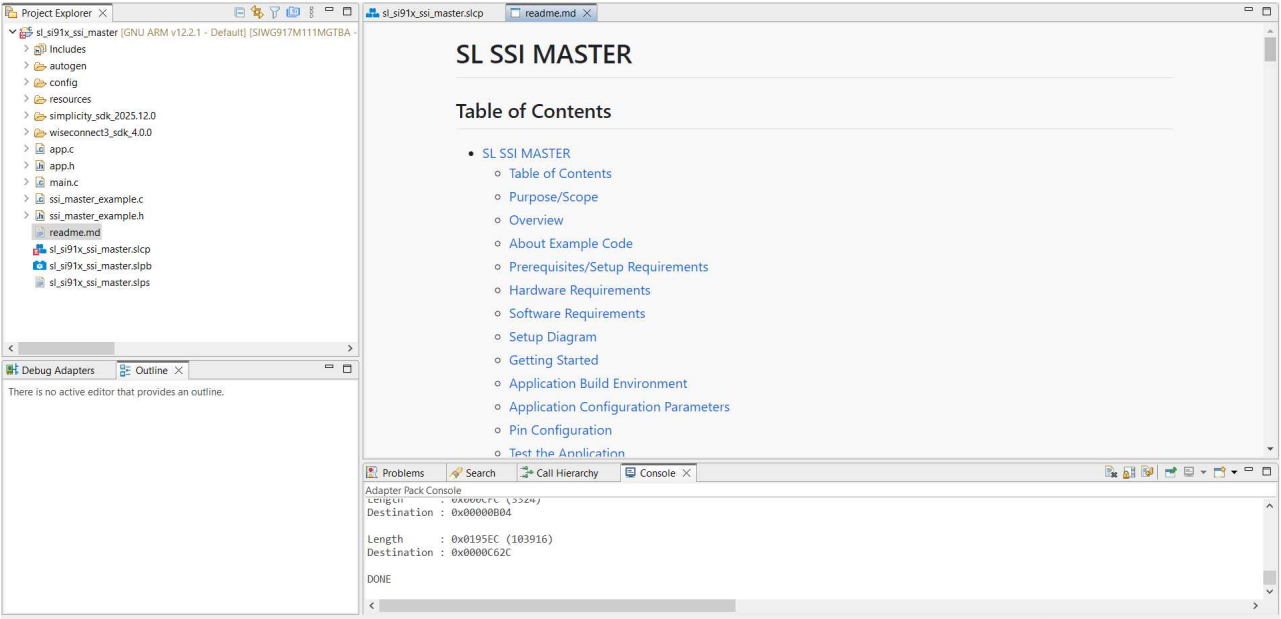 Project Explorer
sl_si91x_ssi_master [GNU ARM v12.2.1 - Default] [SIWG917M111MGTBA -
Includes
autogen
config
resources
simplicity_sdk_2025.12.0
wiseconnect3_sdk_4.0.0
app.c
app.h
main.c
ssi_master_example.c
ssi_master_example.h
readme.md
sl_si91x_ssi_master.slcp
sl_si91x_ssi_master.slpb
sl_si91x_ssi_master.slps
Debug Adapters
Outline
There is no active editor that provides an outline.
sl_si91x_ssi_master.slcp
readme.md
SL SSI MASTER
Table of Contents
SL SSI MASTER
Table of Contents
Purpose/Scope
Overview
About Example Code
Prerequisites/Setup Requirements
Hardware Requirements
Software Requirements
Setup Diagram
Getting Started
Application Build Environment
Application Configuration Parameters
Pin Configuration
Test the Application
Problems
Search
Call Hierarchy
Console
Adapter Pack Console
Length : 0x000CFC (3324)
Destination : 0x00000B04
Length : 0x0195EC (103916)
Destination : 0x0000C62C
DONE